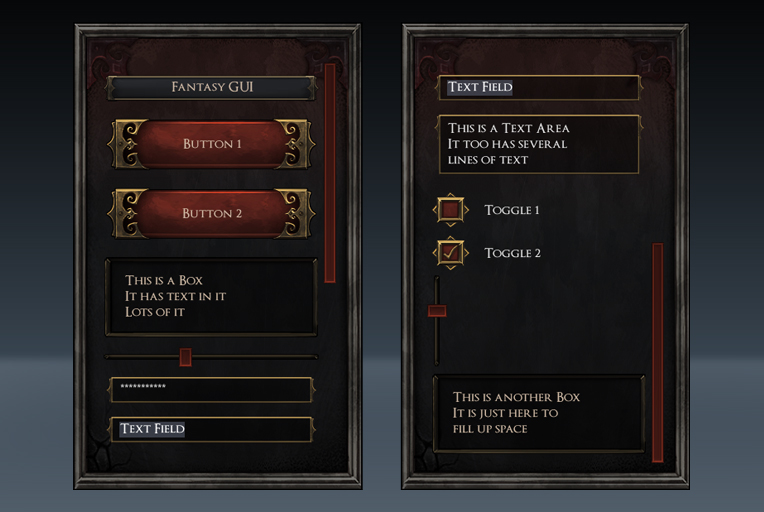 Fantasy GUI
Button 1
Button 2
This is a Box
It has text in it
Lots of it
***********
Text Field
Text Field
This is a Text Area
It too has several
lines of text
Toggle 1
Toggle 2
This is another Box
It is just here to
fill up space